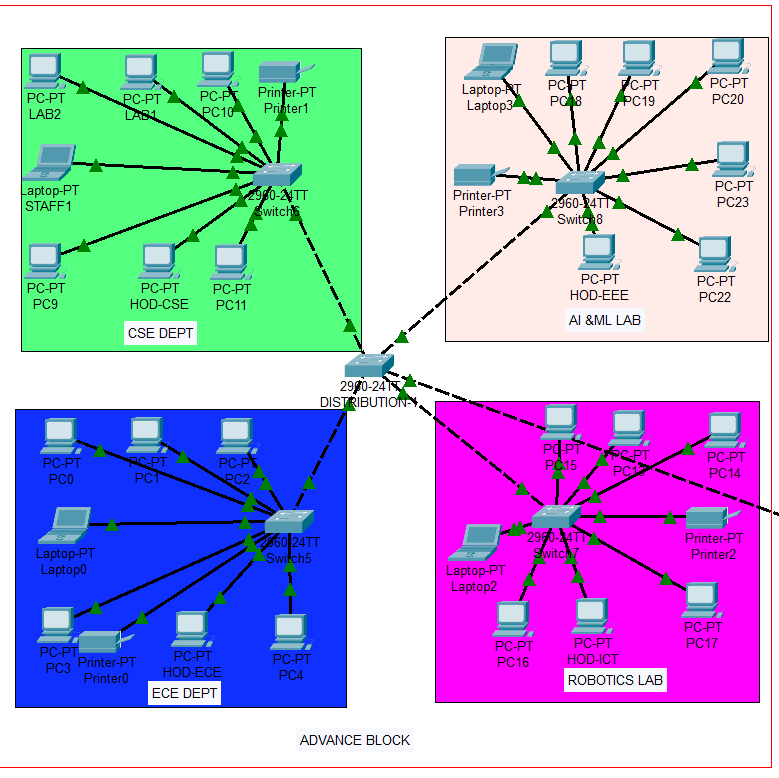 PC-PT
LAB2
PC-PT
LAB1
PC-PT
PC10
Printer-PT
Printer1
Laptop-PT
STAFF1
2960-24TT
Switch6
PC-PT
PC9
PC-PT
HOD-CSE
PC-PT
PC11
CSE DEPT
Laptop-PT
Laptop3
PC-PT
PC18
PC-PT
PC19
PC-PT
PC20
Printer-PT
Printer3
2960-24TT
Switch8
PC-PT
PC23
PC-PT
HOD-EEE
PC-PT
PC22
AI &ML LAB
2960-24TT
DISTRIBUTION-1
PC-PT
PC0
PC-PT
PC1
PC-PT
PC2
Laptop-PT
Laptop0
2960-24TT
Switch5
PC-PT
PC3
Printer-PT
Printer0
PC-PT
HOD-ECE
PC-PT
PC4
ECE DEPT
PC-PT
PC15
PC-PT
PC13
PC-PT
PC14
Laptop-PT
Laptop2
2960-24TT
Switch7
Printer-PT
Printer2
PC-PT
PC16
PC-PT
HOD-ICT
PC-PT
PC17
ROBOTICS LAB
ADVANCE BLOCK